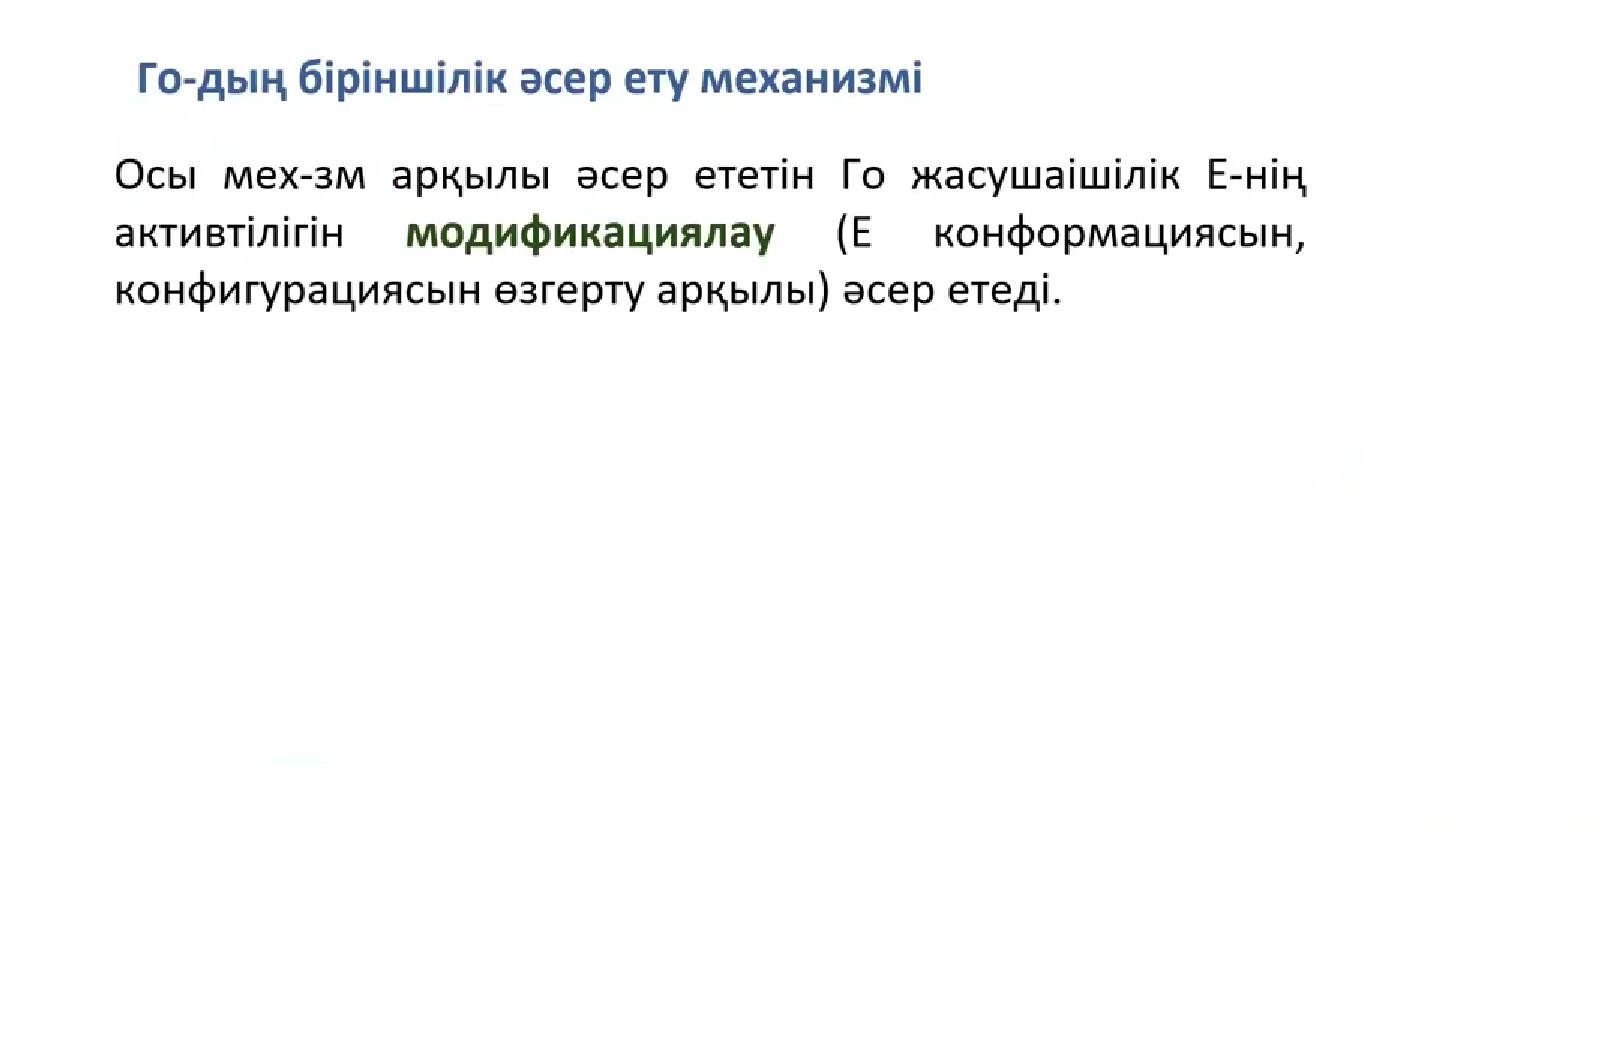 Го-дың біріншілік әсер ету механизмі
Осы мех-зм арқылы әсер ететін Го жасушаішілік Е-нің
активтілігін модификациялау (Е конформациясын,
конфигурациясын өзгерту арқылы) әсер етеді.